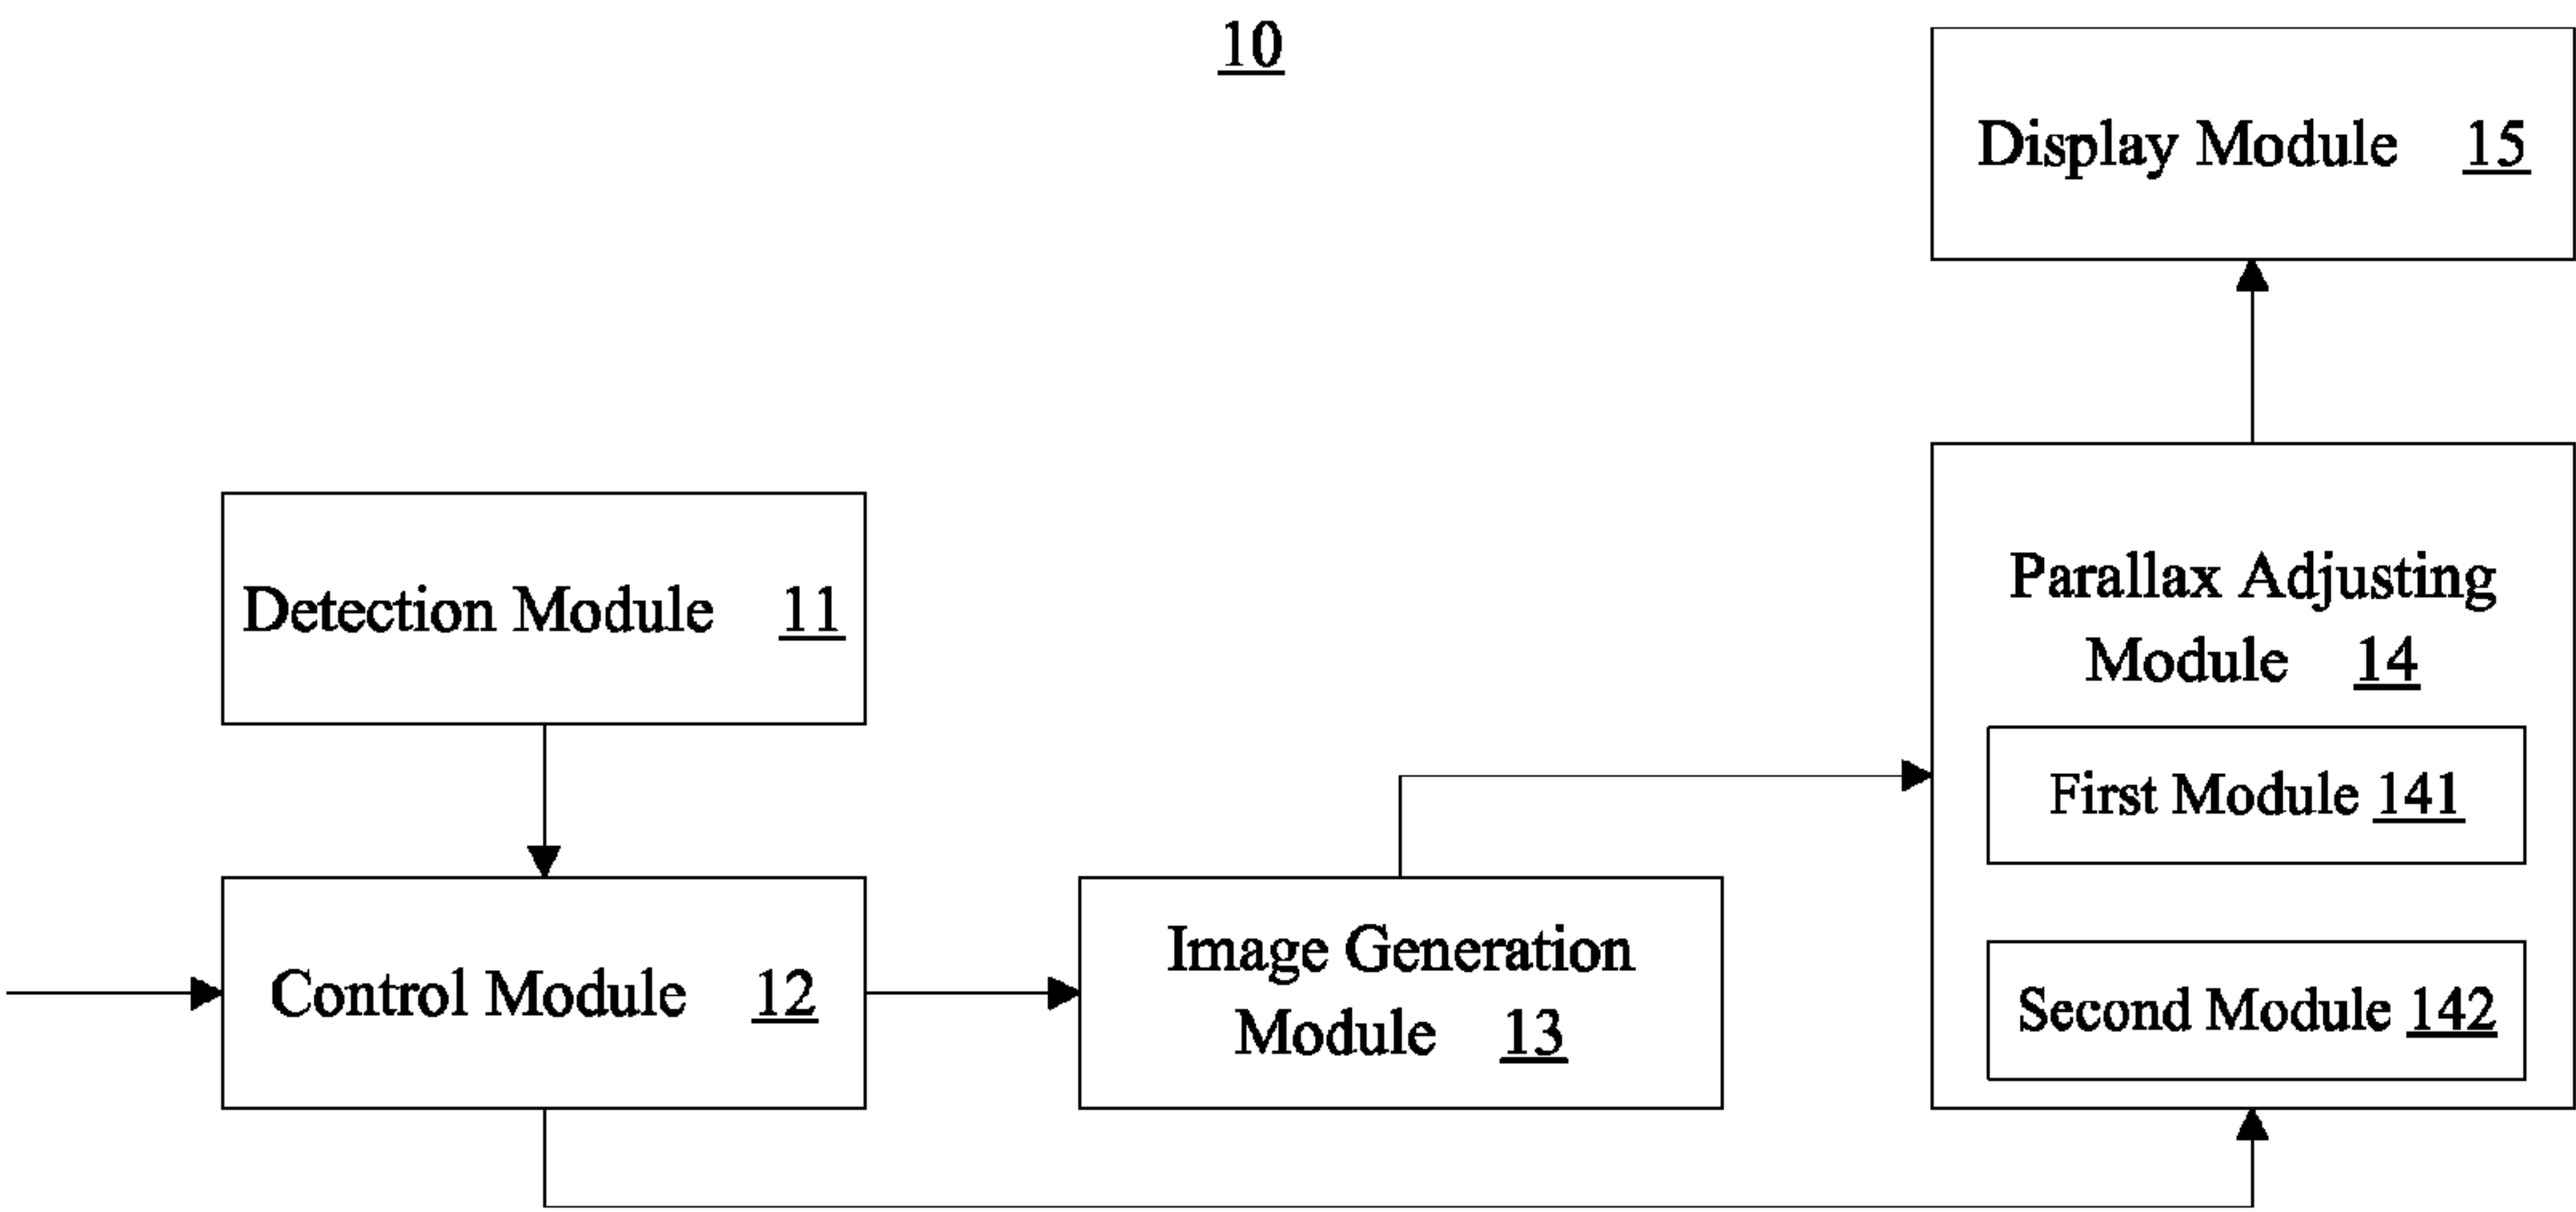 10
Display Module 15
Detection Module 11
Parallax Adjusting
Module 14
First Module 141
Control Module 12
Image Generation
Module 13
Second Module 142